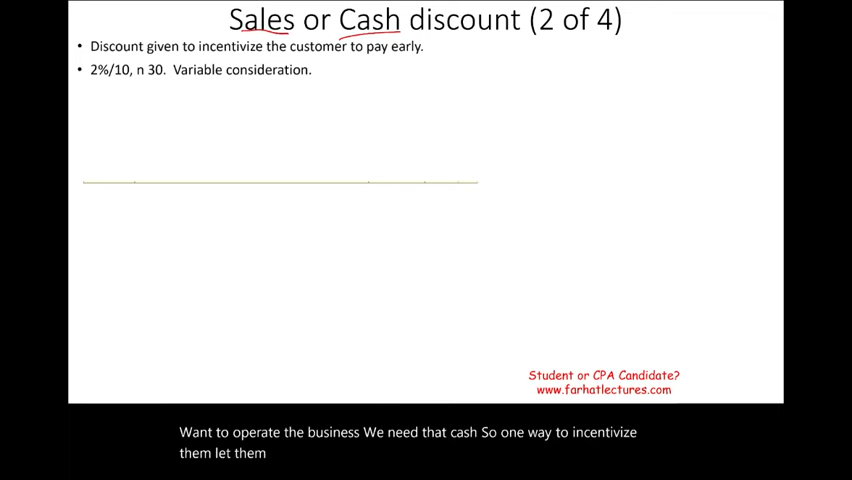 Sales or Cash discount (2 of 4)
• Discount given to incentivize the customer to pay early.
• 2%/10, n 30. Variable consideration.
Student or CPA Candidate?
www.farhatlectures.com
Want to operate the business We need that cash So one way to incentivize
them let them